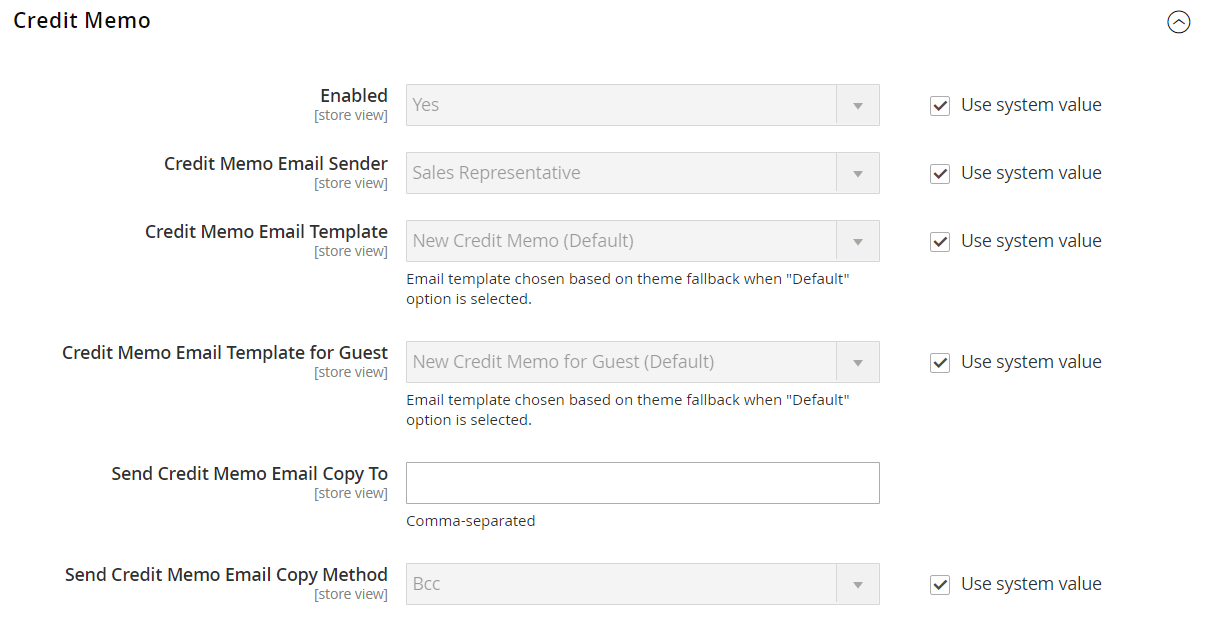 Credit Memo
Enabled
[store view]
Yes
Use system value
Credit Memo Email Sender
[store view]
Sales Representative
Use system value
Credit Memo Email Template
[store view]
New Credit Memo (Default)
Use system value
Email template chosen based on theme fallback when "Default"
option is selected.
Credit Memo Email Template for Guest
[store view]
New Credit Memo for Guest (Default)
Use system value
Email template chosen based on theme fallback when "Default"
option is selected.
Send Credit Memo Email Copy To
[store view]
Comma-separated
Send Credit Memo Email Copy Method
[store view]
Bcc
Use system value